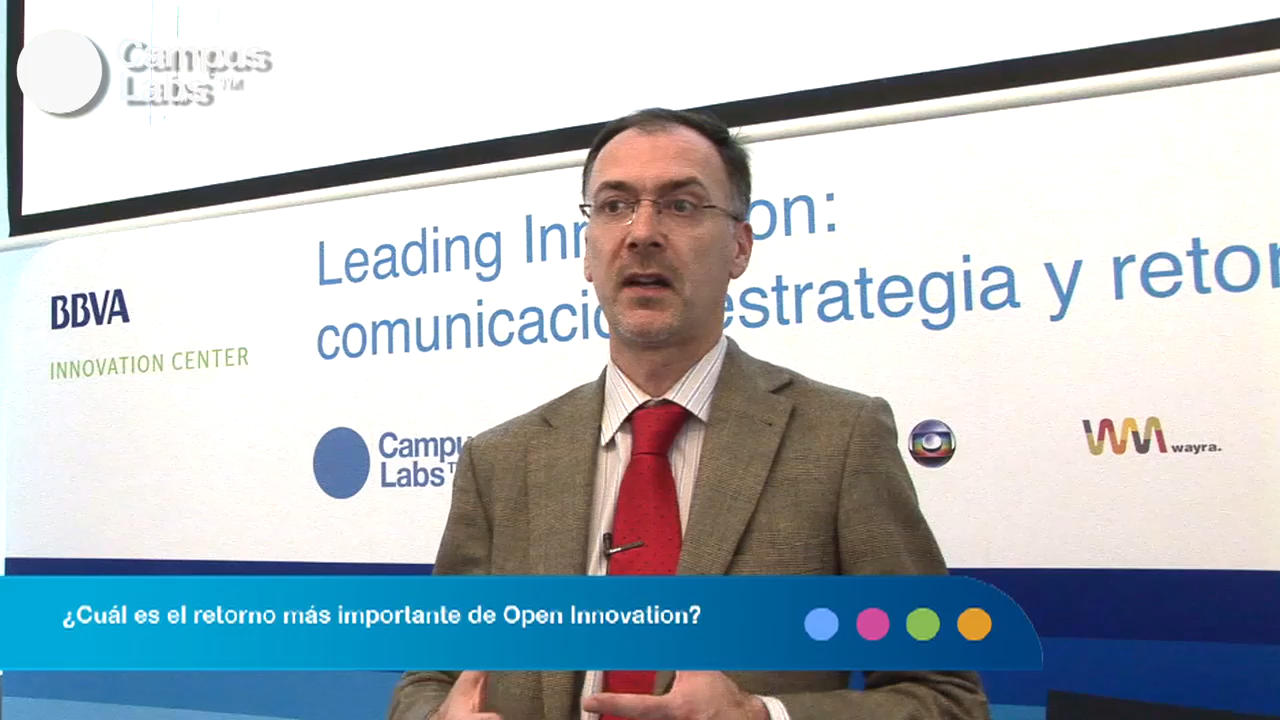 Campus
Labs™
Leading Inn on:
comunicació estrategia y retor
BBVA
INNOVATION CENTER
Campu
Labs™
wayra.
¿Cuál es el retorno más importante de Open Innovation?